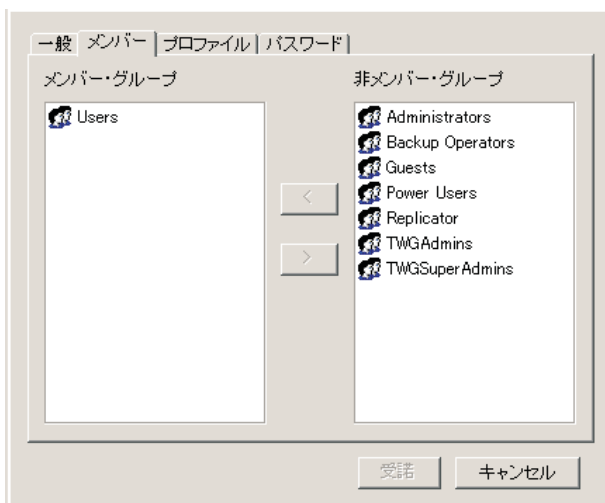 一般 メンバー プロファイル パスワード
メンバー・グループ
Users
非メンバー・グループ
Administrators
Backup Operators
Guests
Power Users
Replicator
TWGAdmins
TWGSuperAdmins
<
>
受諾 キャンセル